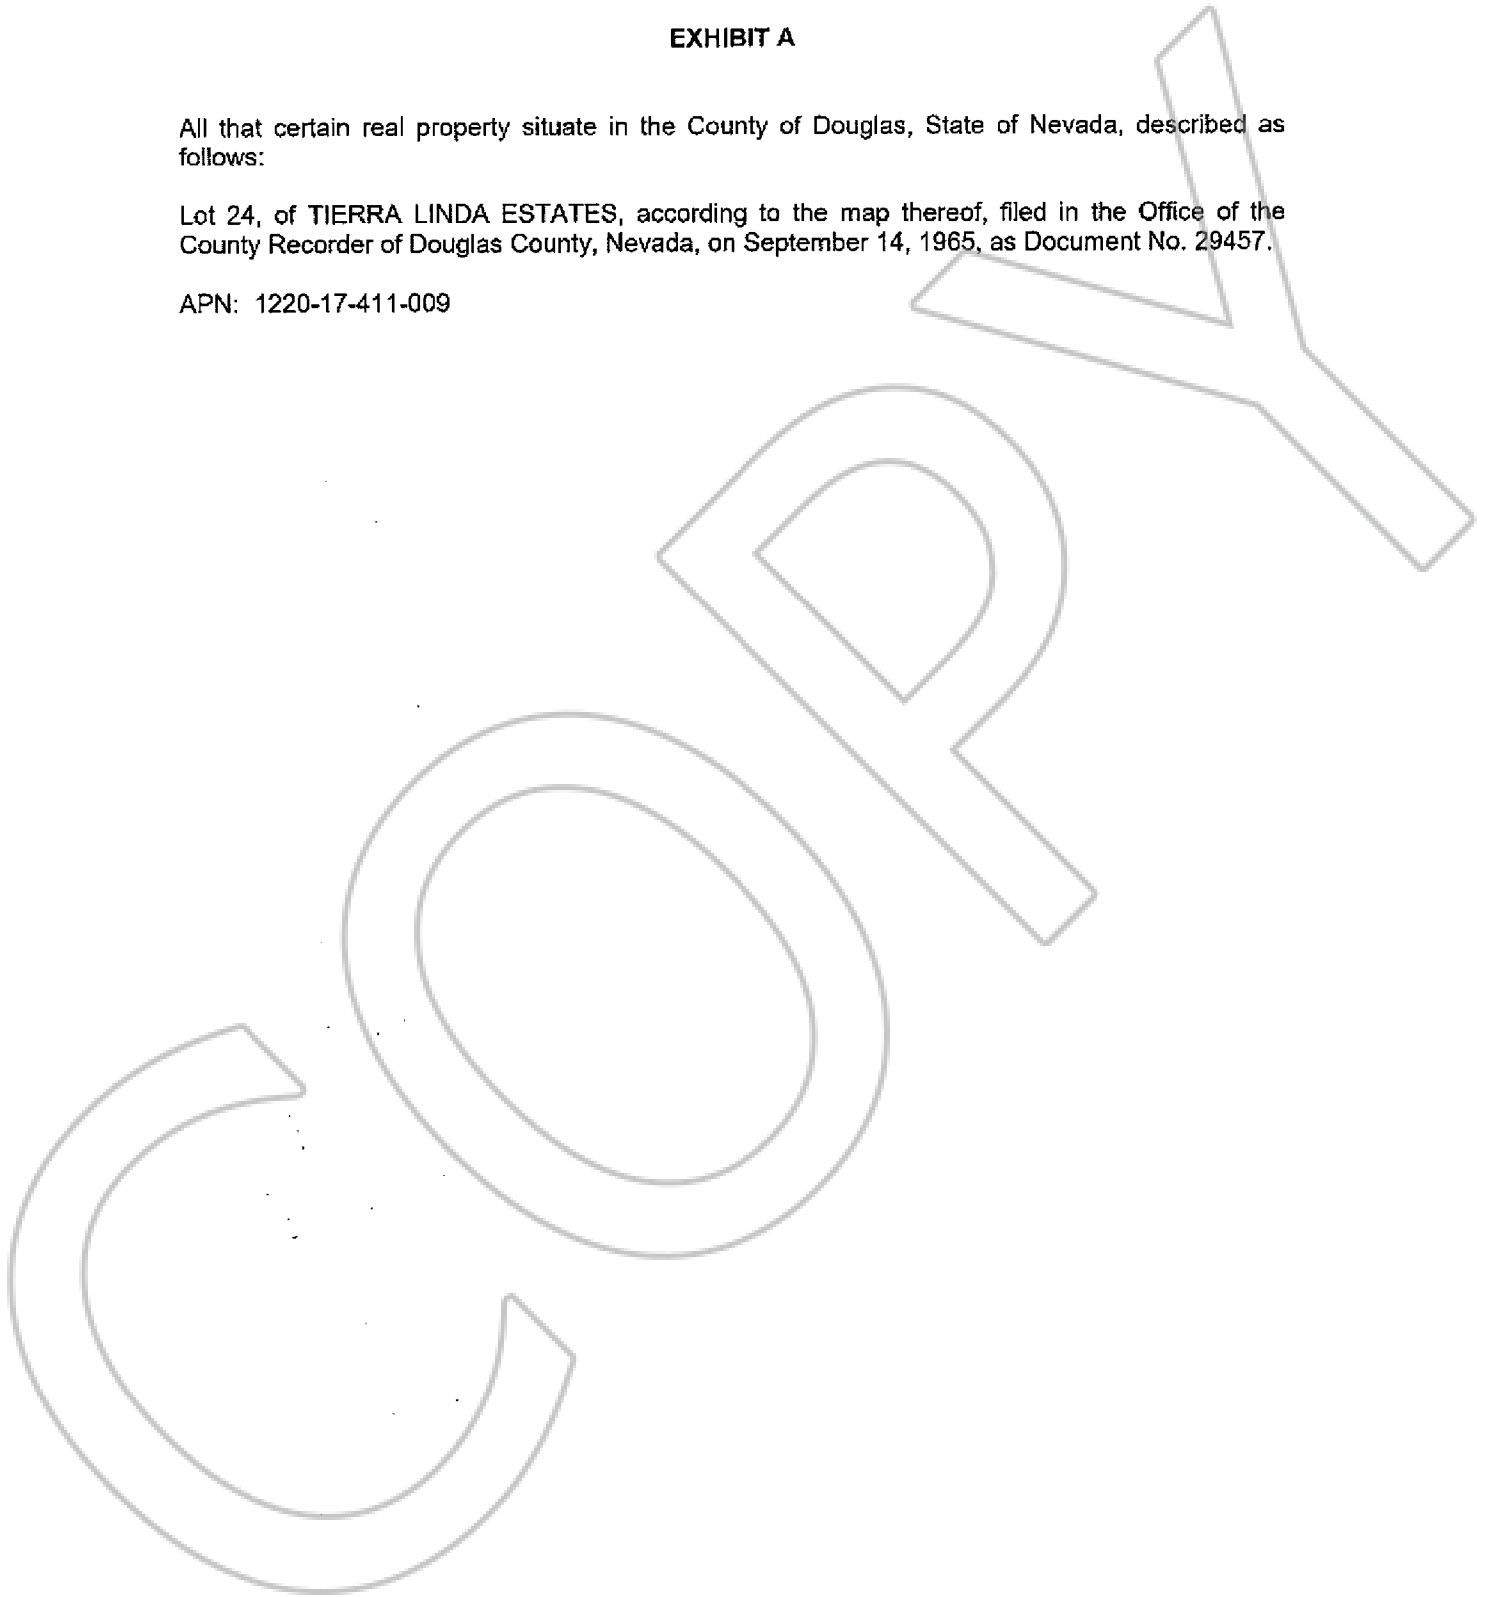 EXHIBIT A
All that certain real property situate in the County of Douglas, State of Nevada, described as
follows:
Lot 24, of TIERRA LINDA ESTATES, according to the map thereof, filed in the Office of the
County Recorder of Douglas County, Nevada, on September 14, 1965, as Document No. 29457.
APN: 1220-17-411-009
COPY